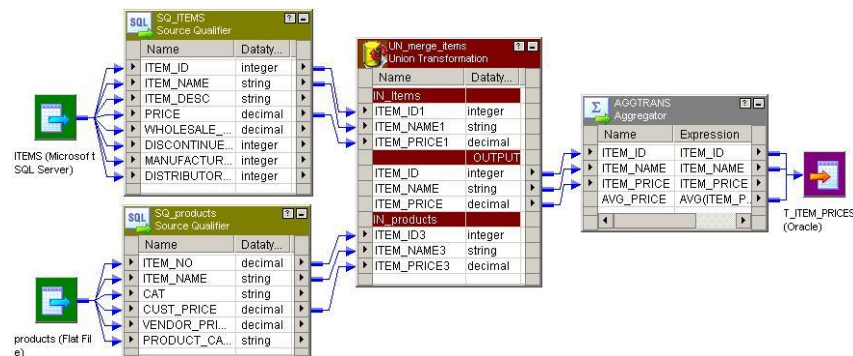 SQL SQ_ITEMS
Source Qualifier
Name Dataty...
ITEM_ID integer
ITEM_NAME string
ITEM_DESC string
PRICE decimal
WHOLESALE_... decimal
DISCONTINUE... integer
MANUFACTUR... integer
DISTRIBUTOR... integer
ITEMS (Microsoft
SQL Server)
SQL SQ_products
Source Qualifier
Name Dataty...
ITEM_NO decimal
ITEM_NAME string
CAT string
CUST_PRICE decimal
VENDOR_PRI... decimal
PRODUCT_CA... string
products (Flat Fil
e)
UN_merge_items
Union Transformation
Name Dataty...
IN_Items
ITEM_ID1 integer
ITEM_NAME1 string
ITEM_PRICE1 decimal
OUTPUT
ITEM_ID integer
ITEM_NAME string
ITEM_PRICE decimal
IN_products
ITEM_ID3 integer
ITEM_NAME3 string
ITEM_PRICE3 decimal
Σ AGGTRANS
Aggregator
Name Expression
ITEM_ID ITEM_ID
ITEM_NAME ITEM_NAME
ITEM_PRICE ITEM_PRICE
AVG_PRICE AVG(ITEM_P...
T_ITEM_PRICES
(Oracle)